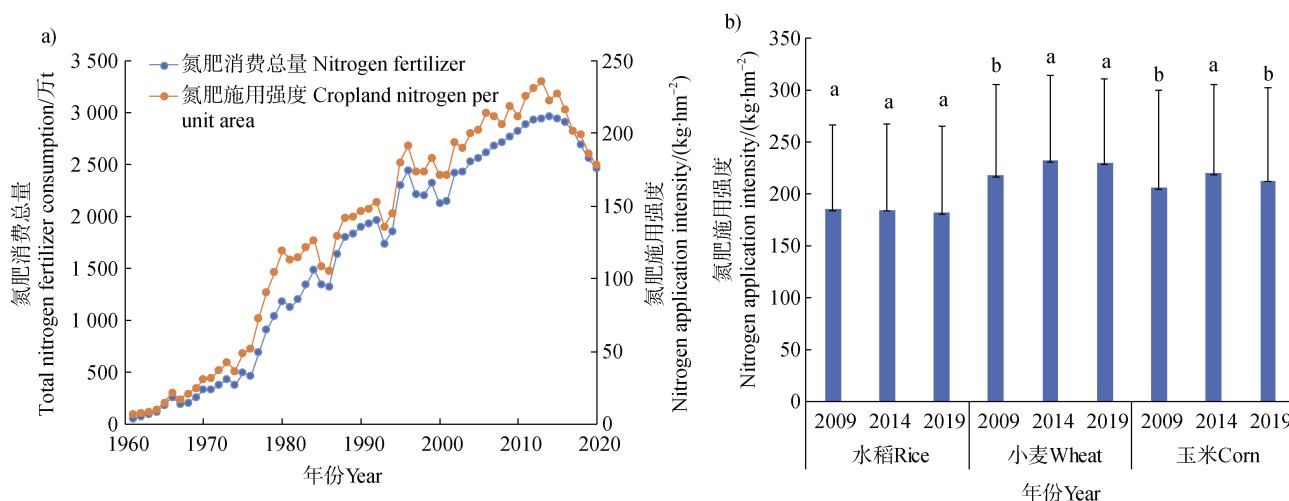 a)
氮肥消费总量 Nitrogen fertilizer
氮肥施用强度 Cropland nitrogen per
unit area
氮肥消费总量
Total nitrogen fertilizer consumption/万t
3 500
3 000
2 500
2 000
1 500
1 000
500
0
250
200
150
100
50
0
氮肥施用强度
Nitrogen application intensity/(kg·hm−2)
1960 1970 1980 1990 2000 2010 2020
年份Year
b)
氮肥施用强度
Nitrogen application intensity/(kg·hm−2)
350
300
250
200
150
100
50
0
a a a b a a b a b
2009 2014 2019 2009 2014 2019 2009 2014 2019
水稻Rice 小麦Wheat 玉米Corn
年份Year